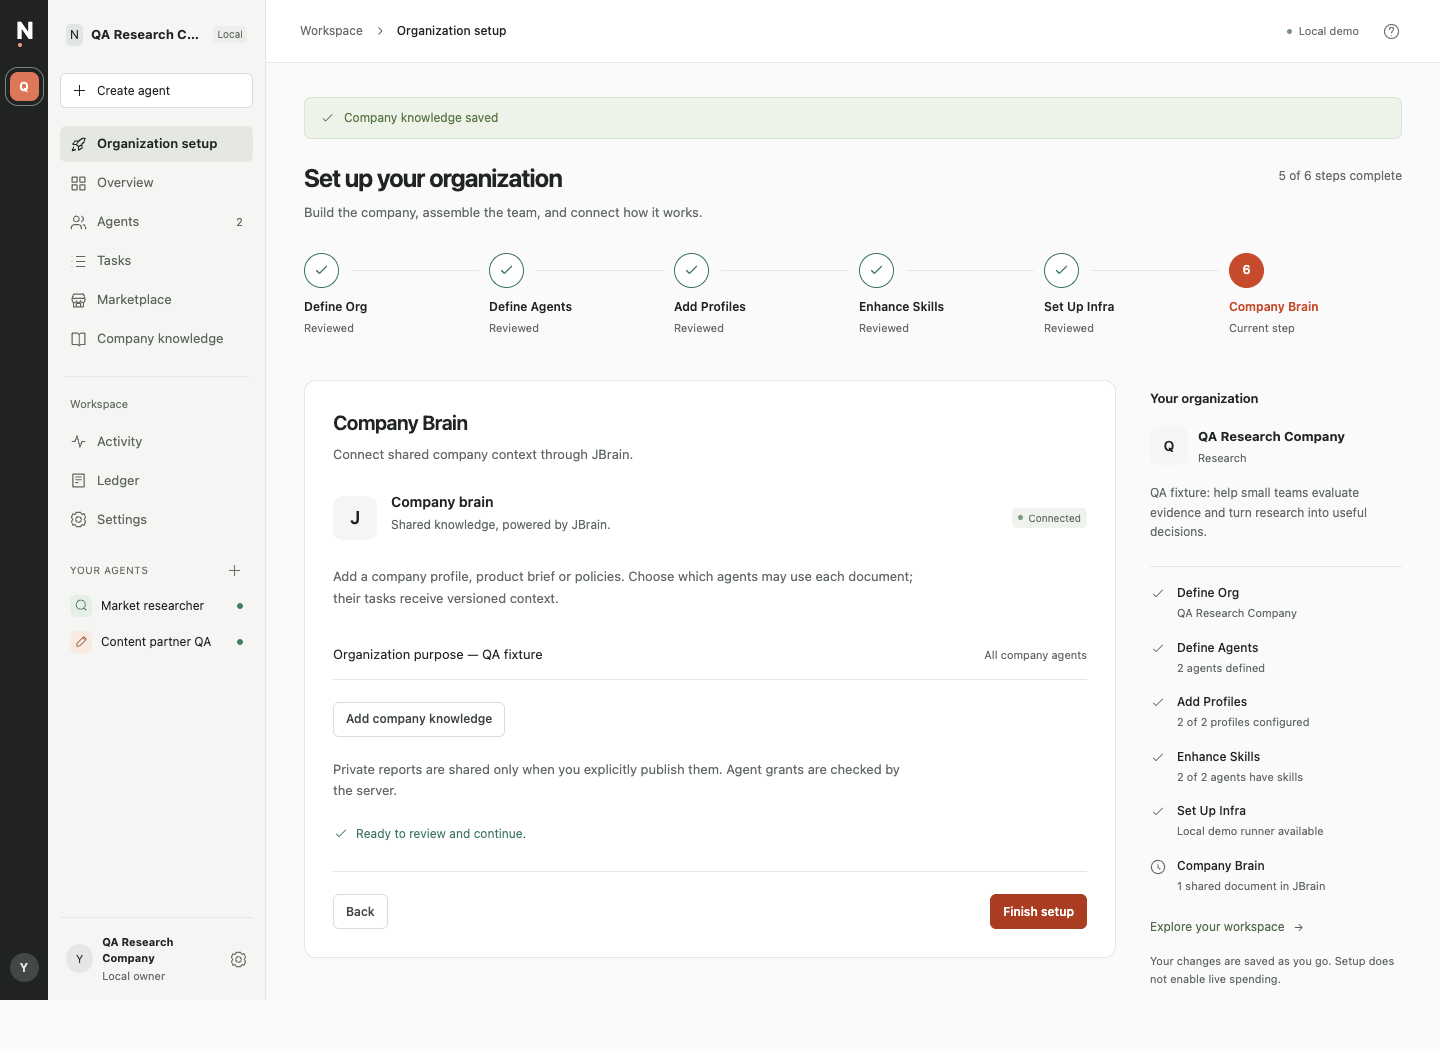 N
Q
Y
N QA Research C... Local
Create agent
Organization setup
Overview
Agents 2
Tasks
Marketplace
Company knowledge
Workspace
Activity
Ledger
Settings
YOUR AGENTS
Market researcher
Content partner QA
Y
QA Research
Company
Local owner
Workspace > Organization setup
Local demo
Company knowledge saved
Set up your organization
5 of 6 steps complete
Build the company, assemble the team, and connect how it works.
Define Org
Reviewed
Define Agents
Reviewed
Add Profiles
Reviewed
Enhance Skills
Reviewed
Set Up Infra
Reviewed
6
Company Brain
Current step
Company Brain
Connect shared company context through JBrain.
J
Company brain
Shared knowledge, powered by JBrain.
Connected
Add a company profile, product brief or policies. Choose which agents may use each document;
their tasks receive versioned context.
Organization purpose — QA fixture
All company agents
Add company knowledge
Private reports are shared only when you explicitly publish them. Agent grants are checked by
the server.
Ready to review and continue.
Back
Finish setup
Your organization
Q
QA Research Company
Research
QA fixture: help small teams evaluate
evidence and turn research into useful
decisions.
Define Org
QA Research Company
Define Agents
2 agents defined
Add Profiles
2 of 2 profiles configured
Enhance Skills
2 of 2 agents have skills
Set Up Infra
Local demo runner available
Company Brain
1 shared document in JBrain
Explore your workspace →
Your changes are saved as you go. Setup does
not enable live spending.